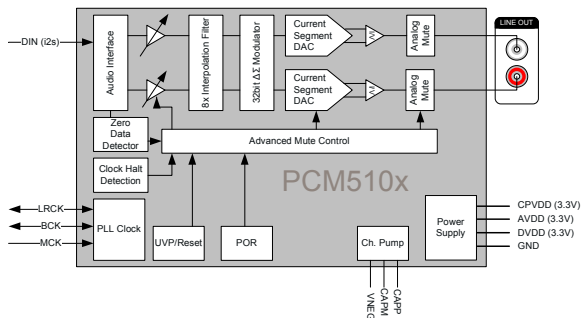 LINE OUT
DIN (i2s)
Audio Interface
8x Interpolation Filter
32bit ΔΣ Modulator
Current
Segment
DAC
Current
Segment
DAC
Analog
Mute
Analog
Mute
Zero
Data
Detector
Advanced Mute Control
Clock Halt
Detection
PCM510x
LRCK
BCK
MCK
PLL Clock
UVP/Reset
POR
Ch. Pump
Power
Supply
CPVDD (3.3V)
AVDD (3.3V)
DVDD (3.3V)
GND
VNEG
CAPM
CAPP